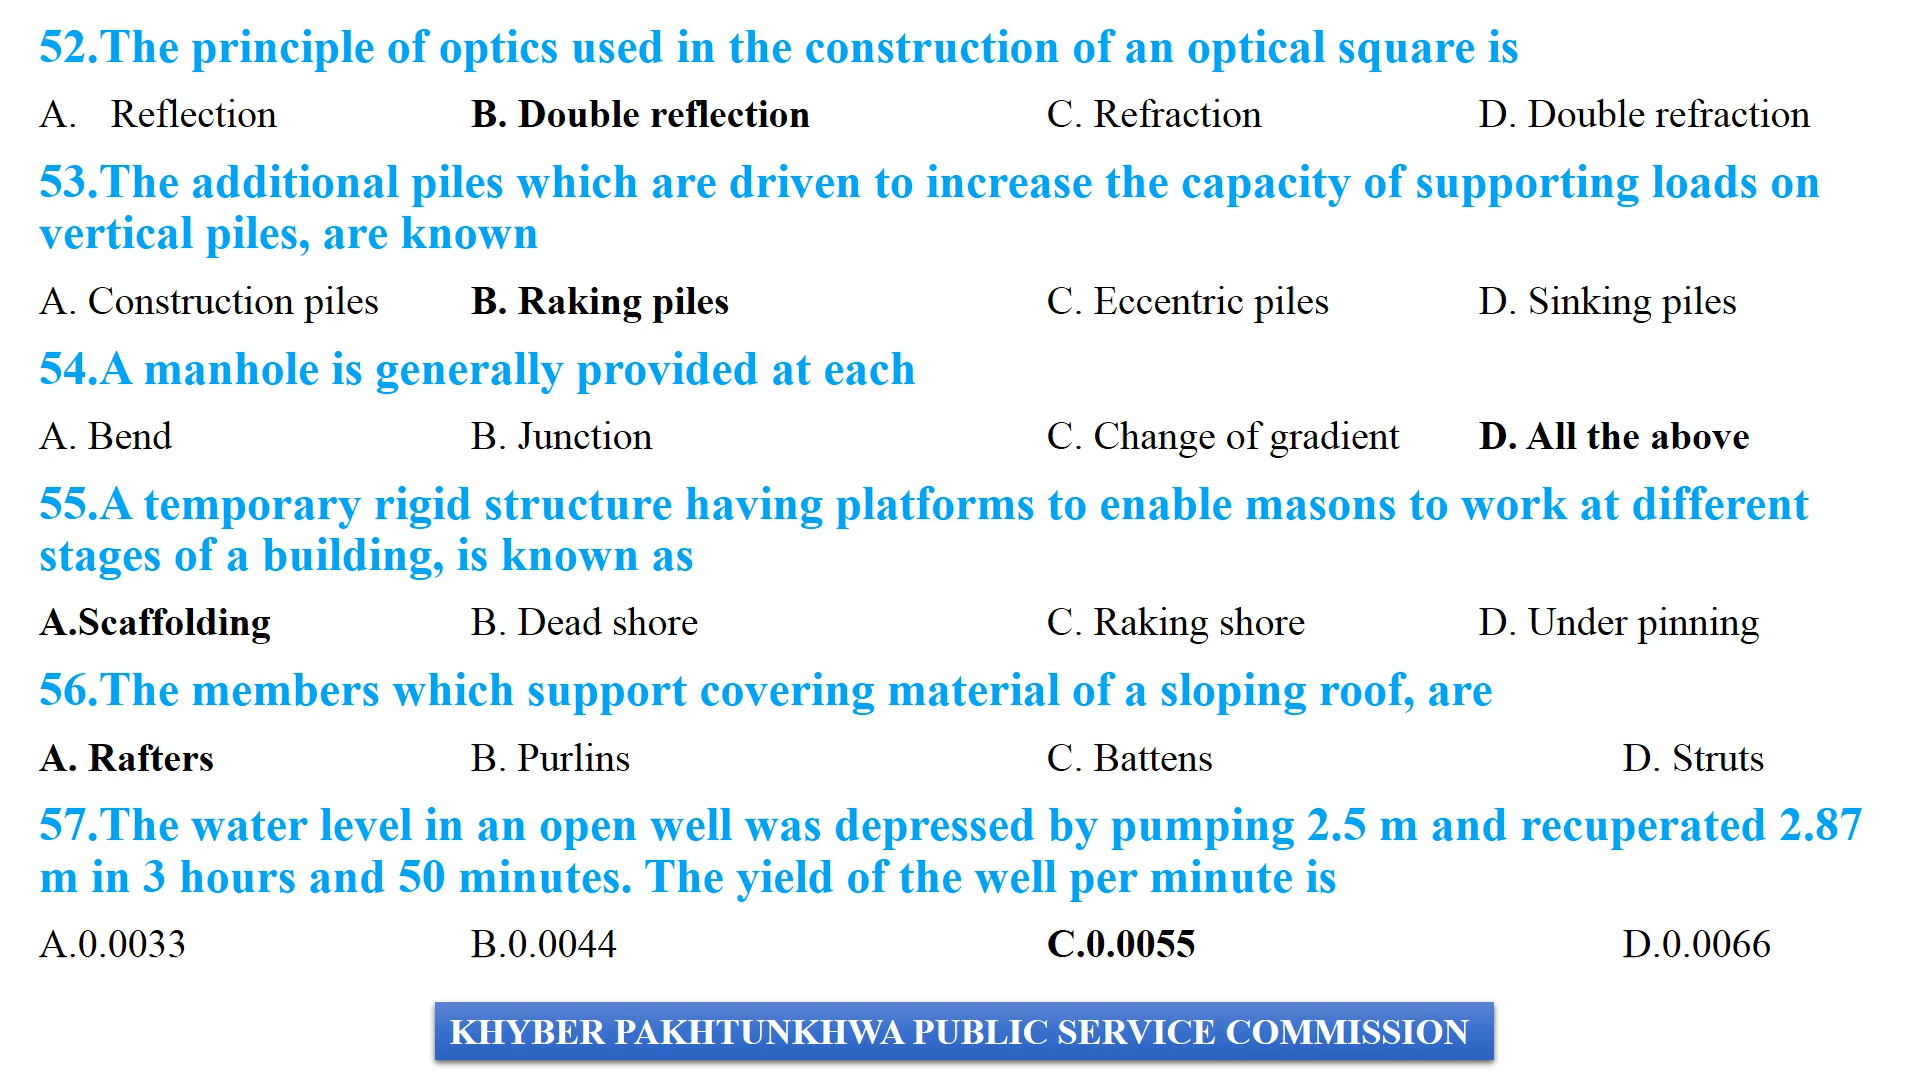 52.The principle of optics used in the construction of an optical square is
A. Reflection B. Double reflection C. Refraction D. Double refraction
53.The additional piles which are driven to increase the capacity of supporting loads on
vertical piles, are known
A. Construction piles B. Raking piles C. Eccentric piles D. Sinking piles
54.A manhole is generally provided at each
A. Bend B. Junction C. Change of gradient D. All the above
55.A temporary rigid structure having platforms to enable masons to work at different
stages of a building, is known as
A.Scaffolding B. Dead shore C. Raking shore D. Under pinning
56.The members which support covering material of a sloping roof, are
A. Rafters B. Purlins C. Battens D. Struts
57.The water level in an open well was depressed by pumping 2.5 m and recuperated 2.87
m in 3 hours and 50 minutes. The yield of the well per minute is
A.0.0033 B.0.0044 C.0.0055 D.0.0066
KHYBER PAKHTUNKHWA PUBLIC SERVICE COMMISSION